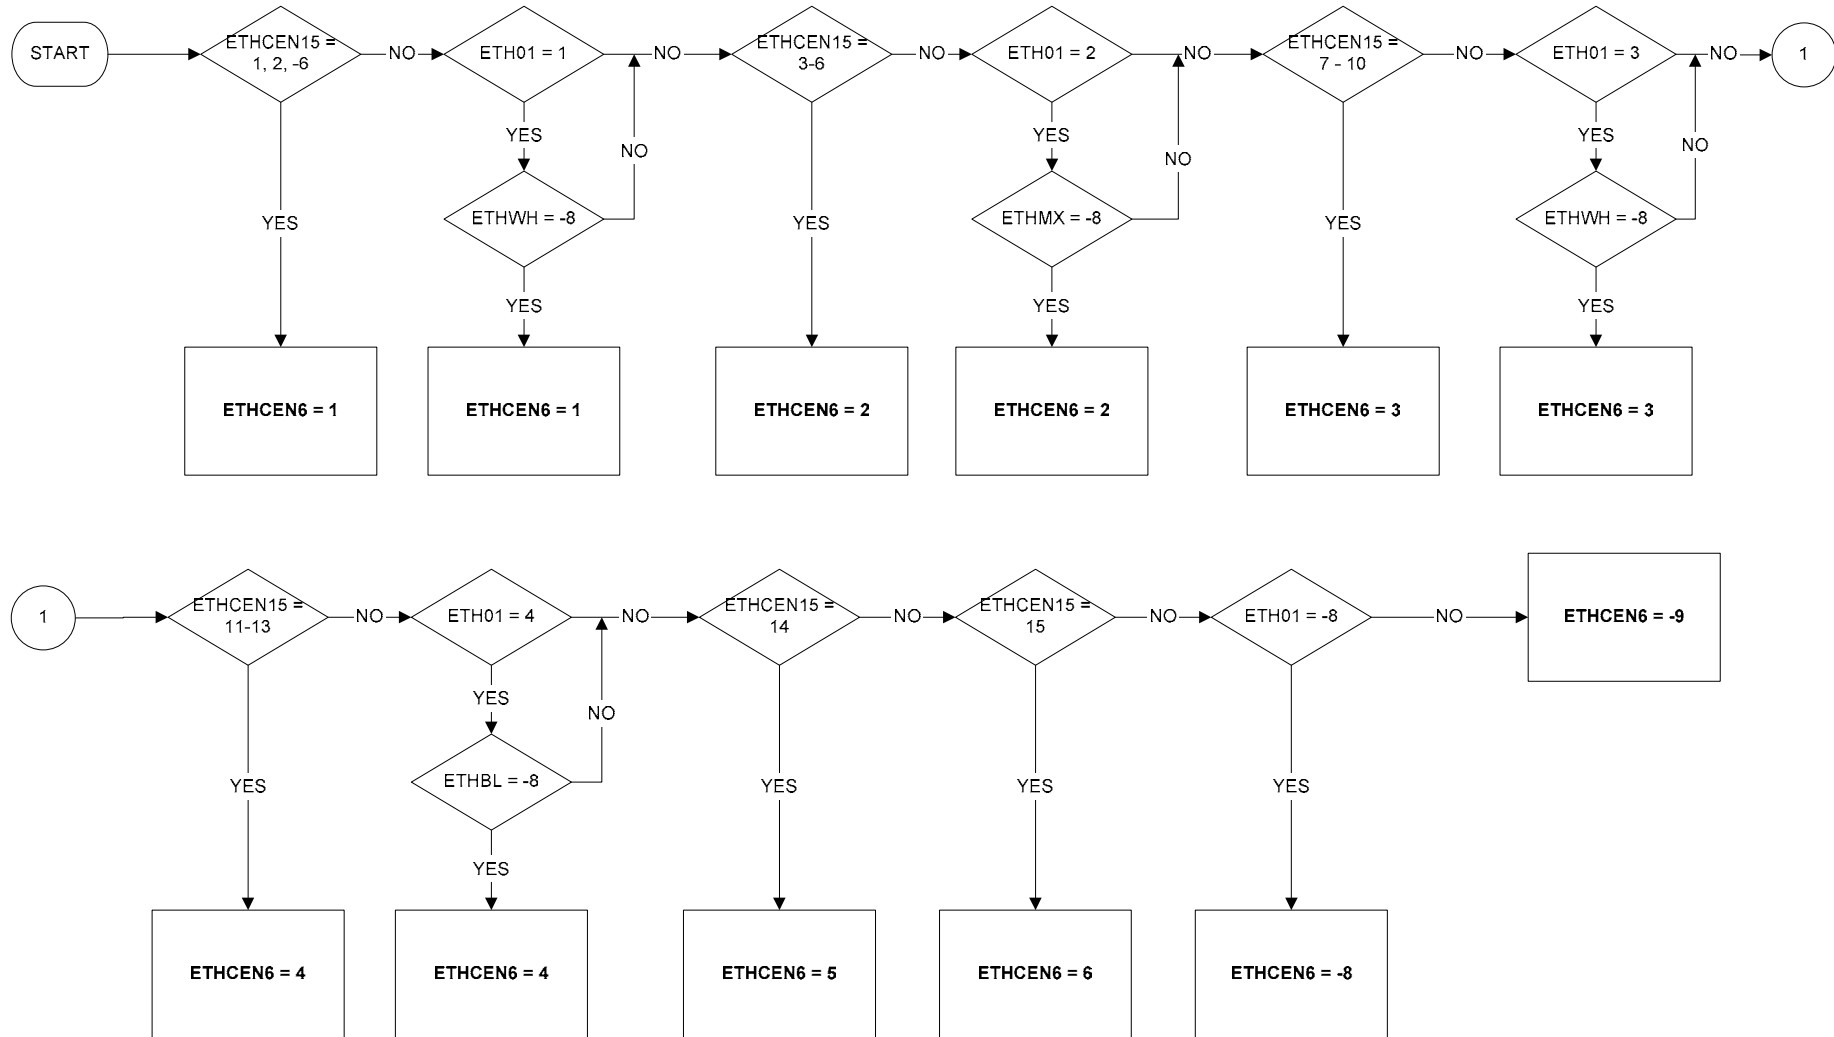 START
ETHCEN15 =
1, 2, -6
NO
ETH01 = 1
NO
ETHCEN15 =
3-6
NO
ETH01 = 2
NO
ETHCEN15 =
7 - 10
NO
ETH01 = 3
NO
1
YES
YES
YES
YES
YES
YES
NO
NO
NO
ETHWH = -8
ETHMX = -8
ETHWH = -8
YES
YES
YES
ETHCEN6 = 1
ETHCEN6 = 1
ETHCEN6 = 2
ETHCEN6 = 2
ETHCEN6 = 3
ETHCEN6 = 3
1
ETHCEN15 =
11-13
NO
ETH01 = 4
NO
ETHCEN15 =
14
NO
ETHCEN15 =
15
NO
ETH01 = -8
NO
ETHCEN6 = -9
YES
YES
NO
ETHBL = -8
YES
YES
YES
YES
ETHCEN6 = 4
ETHCEN6 = 4
ETHCEN6 = 5
ETHCEN6 = 6
ETHCEN6 = -8